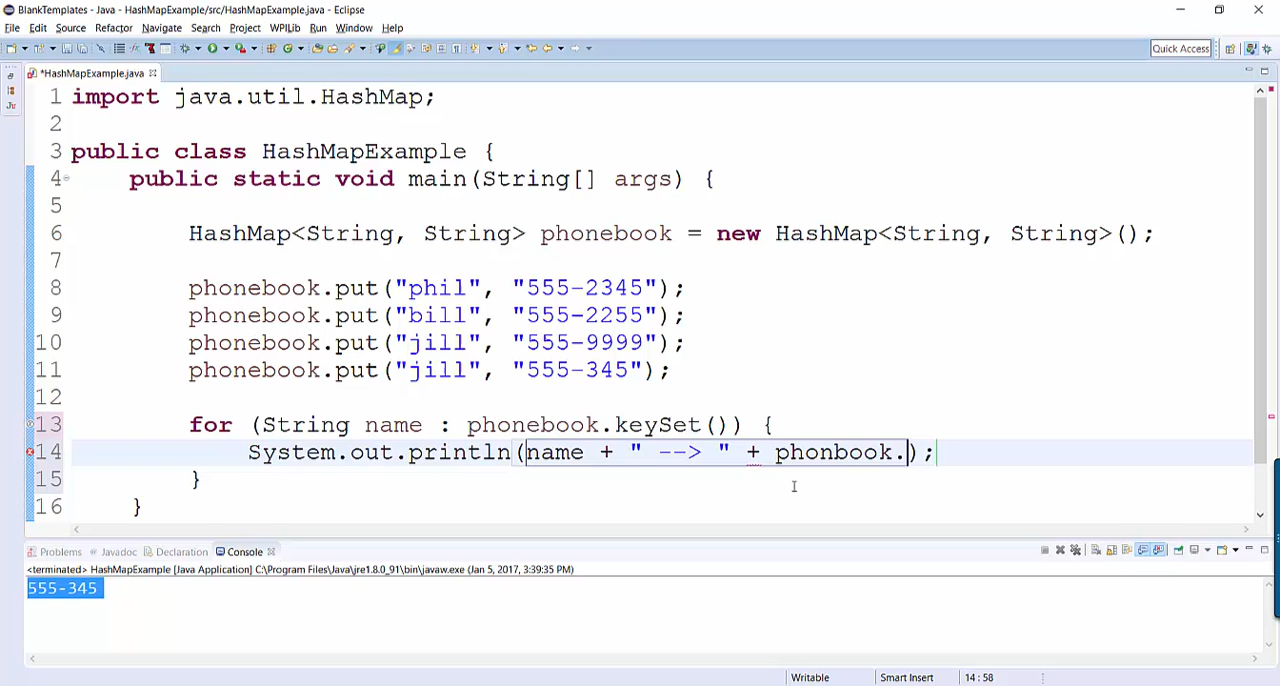 BlankTemplates - Java - HashMapExample/src/HashMapExample.java - Eclipse
File Edit Source Refactor Navigate Search Project WPILib Run Window Help
Quick Access
*HashMapExample.java
1 import java.util.HashMap;
2
3 public class HashMapExample {
4 public static void main(String[] args) {
5
6 HashMap<String, String> phonebook = new HashMap<String, String>();
7
8 phonebook.put("phil", "555-2345");
9 phonebook.put("bill", "555-2255");
10 phonebook.put("jill", "555-9999");
11 phonebook.put("jill", "555-345");
12
13 for (String name : phonebook.keySet()) {
14 System.out.println(name + " --> " + phonbook.);
15 }
16 }
Problems Javadoc Declaration Console
<terminated> HashMapExample [Java Application] C:\Program Files\Java\jre1.8.0_91\bin\javaw.exe (Jan 5, 2017, 3:39:35 PM)
555-345
Writable Smart Insert 14 : 58